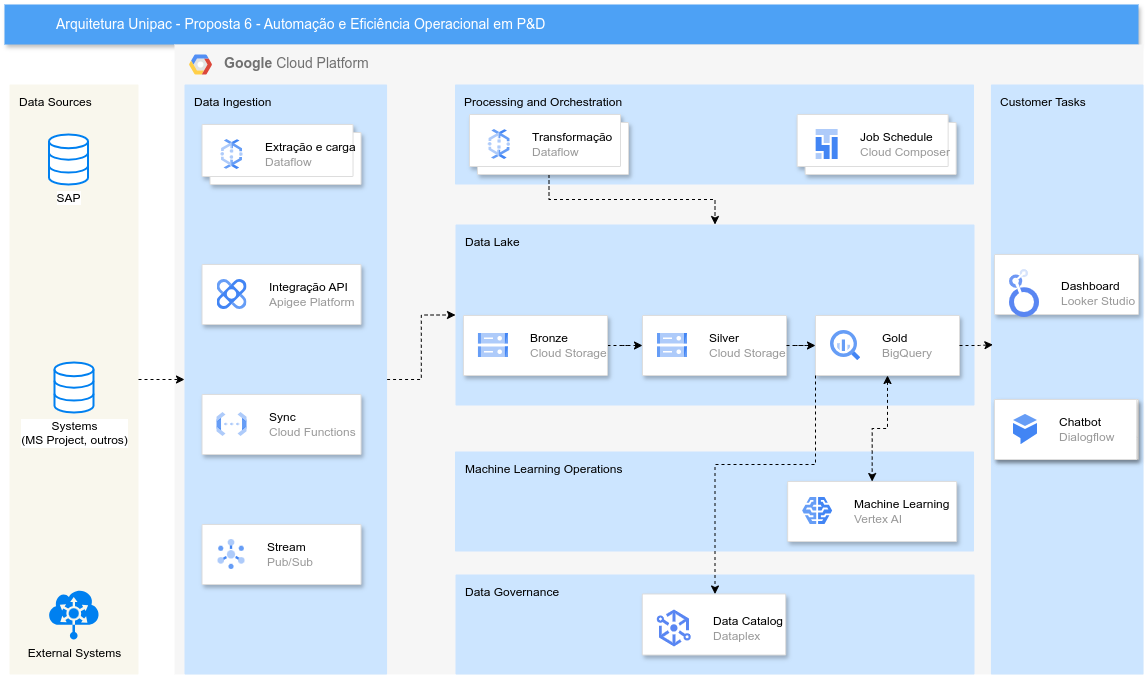 Arquitetura Unipac - Proposta 6 - Automação e Eficiência Operacional em P&D
Google Cloud Platform
Data Sources
SAP
Systems
(MS Project, outros)
External Systems
Data Ingestion
Extração e carga
Dataflow
Integração API
Apigee Platform
Sync
Cloud Functions
Stream
Pub/Sub
Processing and Orchestration
Transformação
Dataflow
Job Schedule
Cloud Composer
Data Lake
Bronze
Cloud Storage
Silver
Cloud Storage
Gold
BigQuery
Machine Learning Operations
Machine Learning
Vertex AI
Data Governance
Data Catalog
Dataplex
Customer Tasks
Dashboard
Looker Studio
Chatbot
Dialogflow